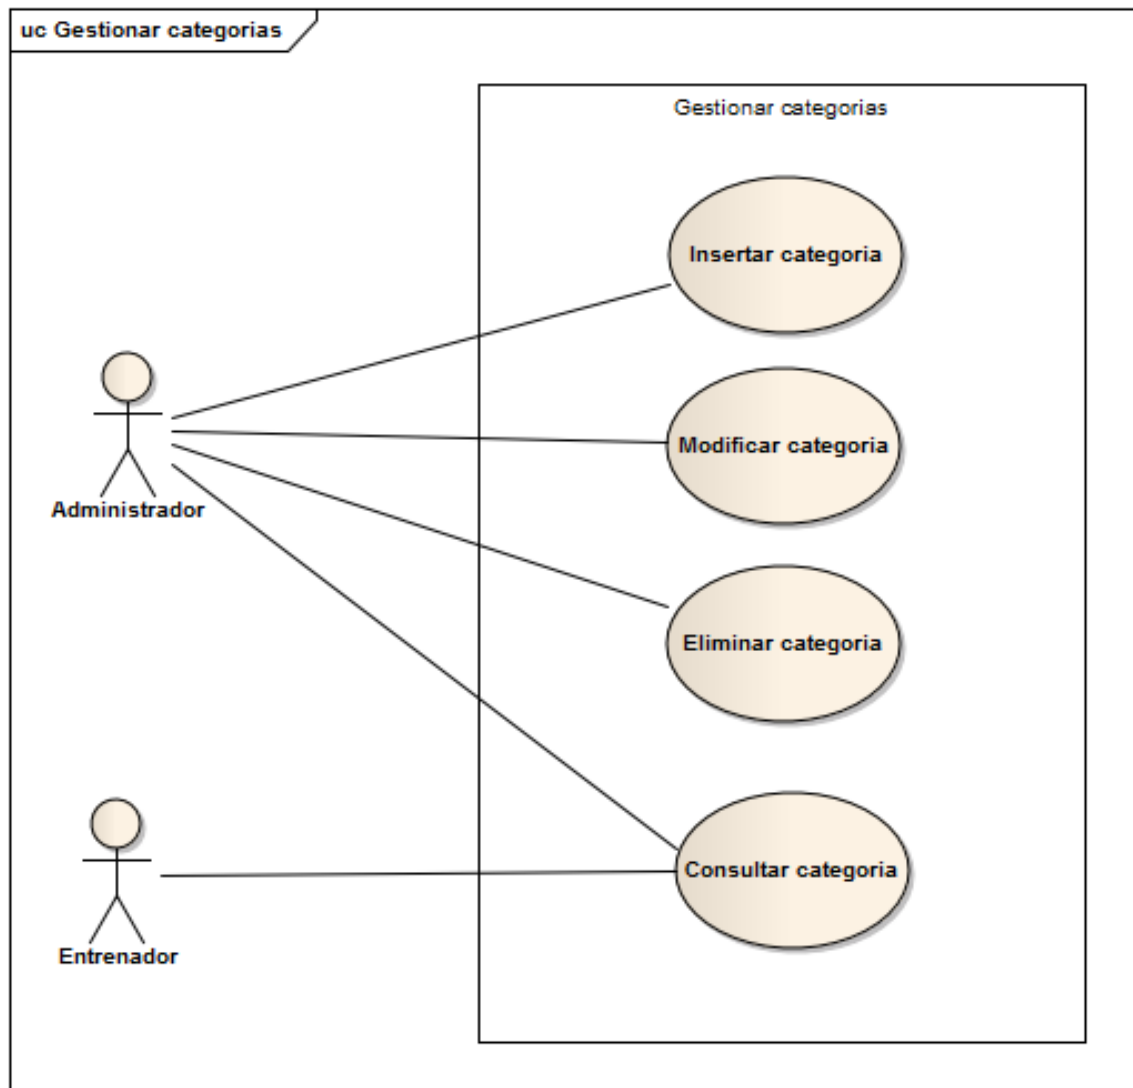 uc Gestionar categorias
Gestionar categorias
Insertar categoria
Modificar categoria
Administrador
Eliminar categoria
Consultar categoria
Entrenador